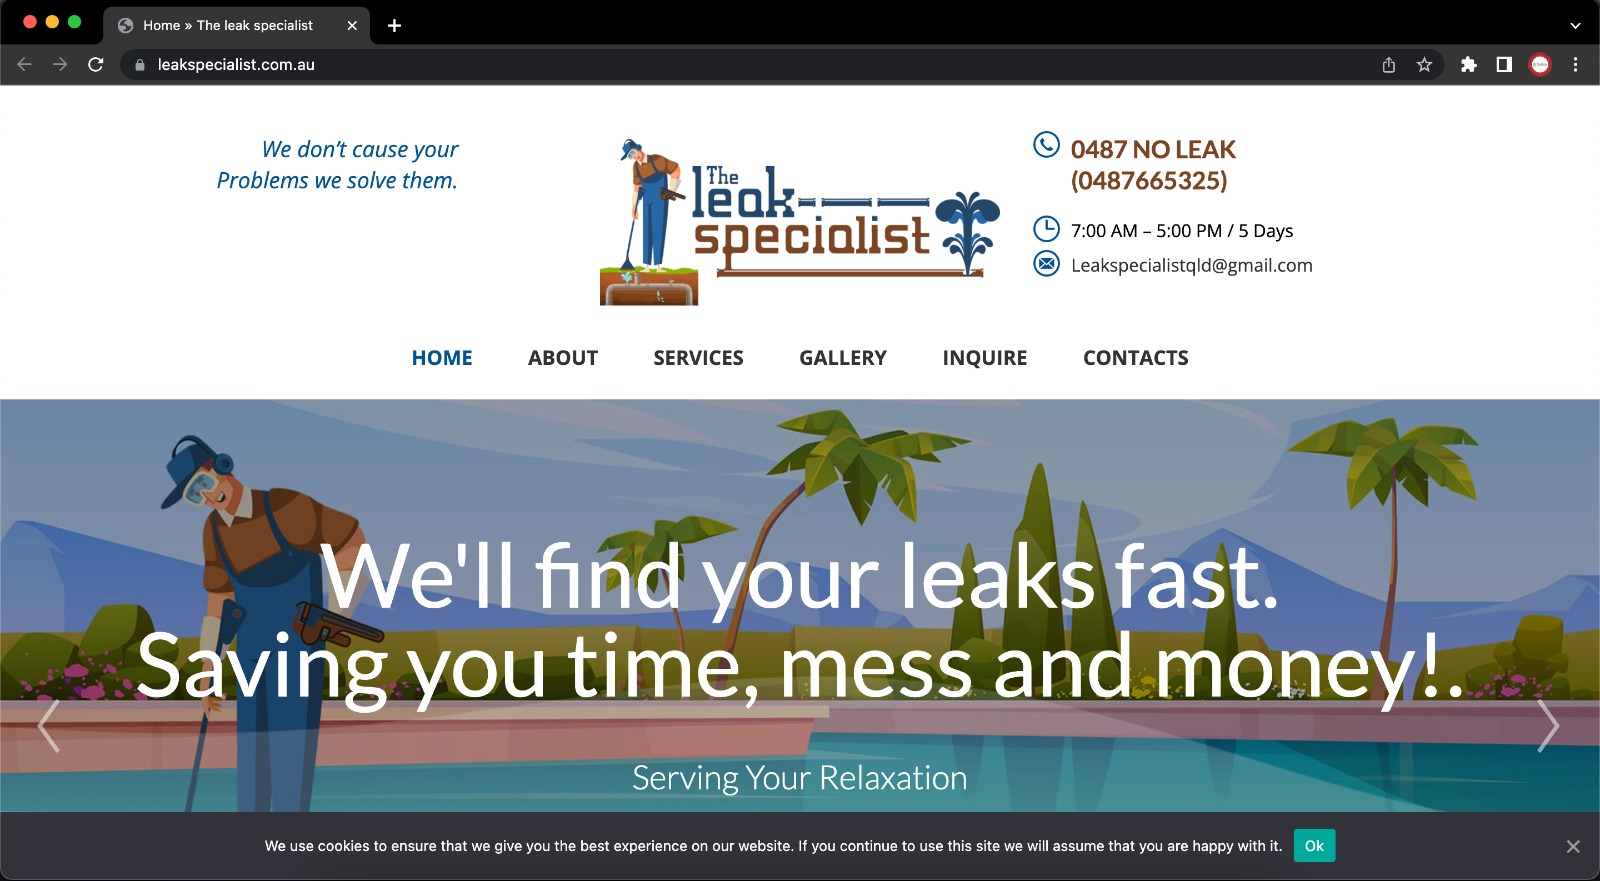 Home » The leak specialist
leakspecialist.com.au
We don’t cause your
Problems we solve them.
The
leak
specialist
0487 NO LEAK
(0487665325)
7:00 AM – 5:00 PM / 5 Days
Leakspecialistqld@gmail.com
HOME ABOUT SERVICES GALLERY INQUIRE CONTACTS
We'll find your leaks fast.
Saving you time, mess and money!.
Serving Your Relaxation
We use cookies to ensure that we give you the best experience on our website. If you continue to use this site we will assume that you are happy with it. Ok